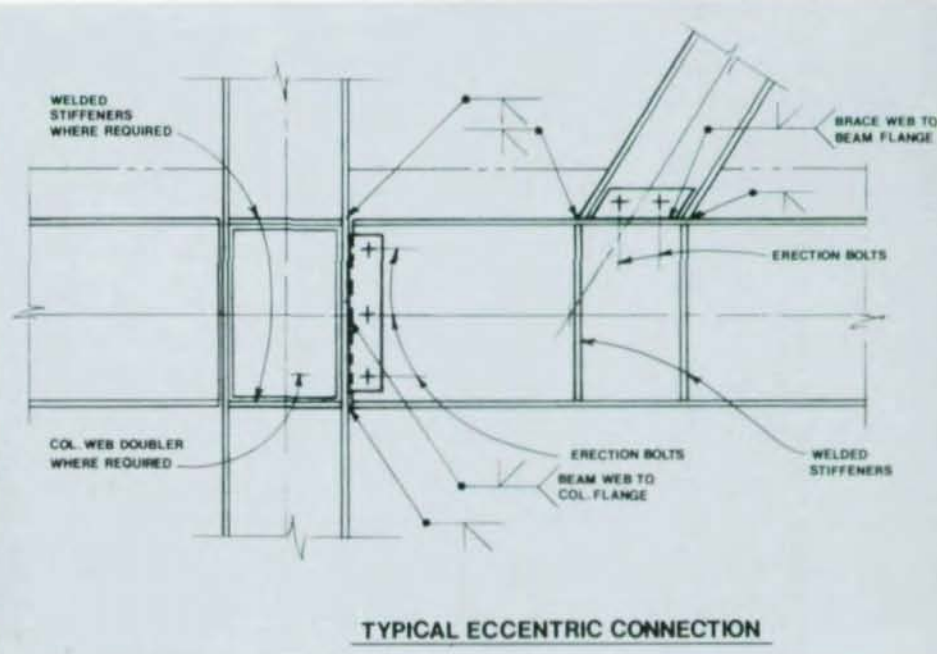 WELDED
STIFFENERS
WHERE REQUIRED
BRACE WEB TO
BEAM FLANGE
ERECTION BOLTS
COL. WEB DOUBLER
WHERE REQUIRED
ERECTION BOLTS
BEAM WEB TO
COL. FLANGE
WELDED
STIFFENERS
TYPICAL ECCENTRIC CONNECTION